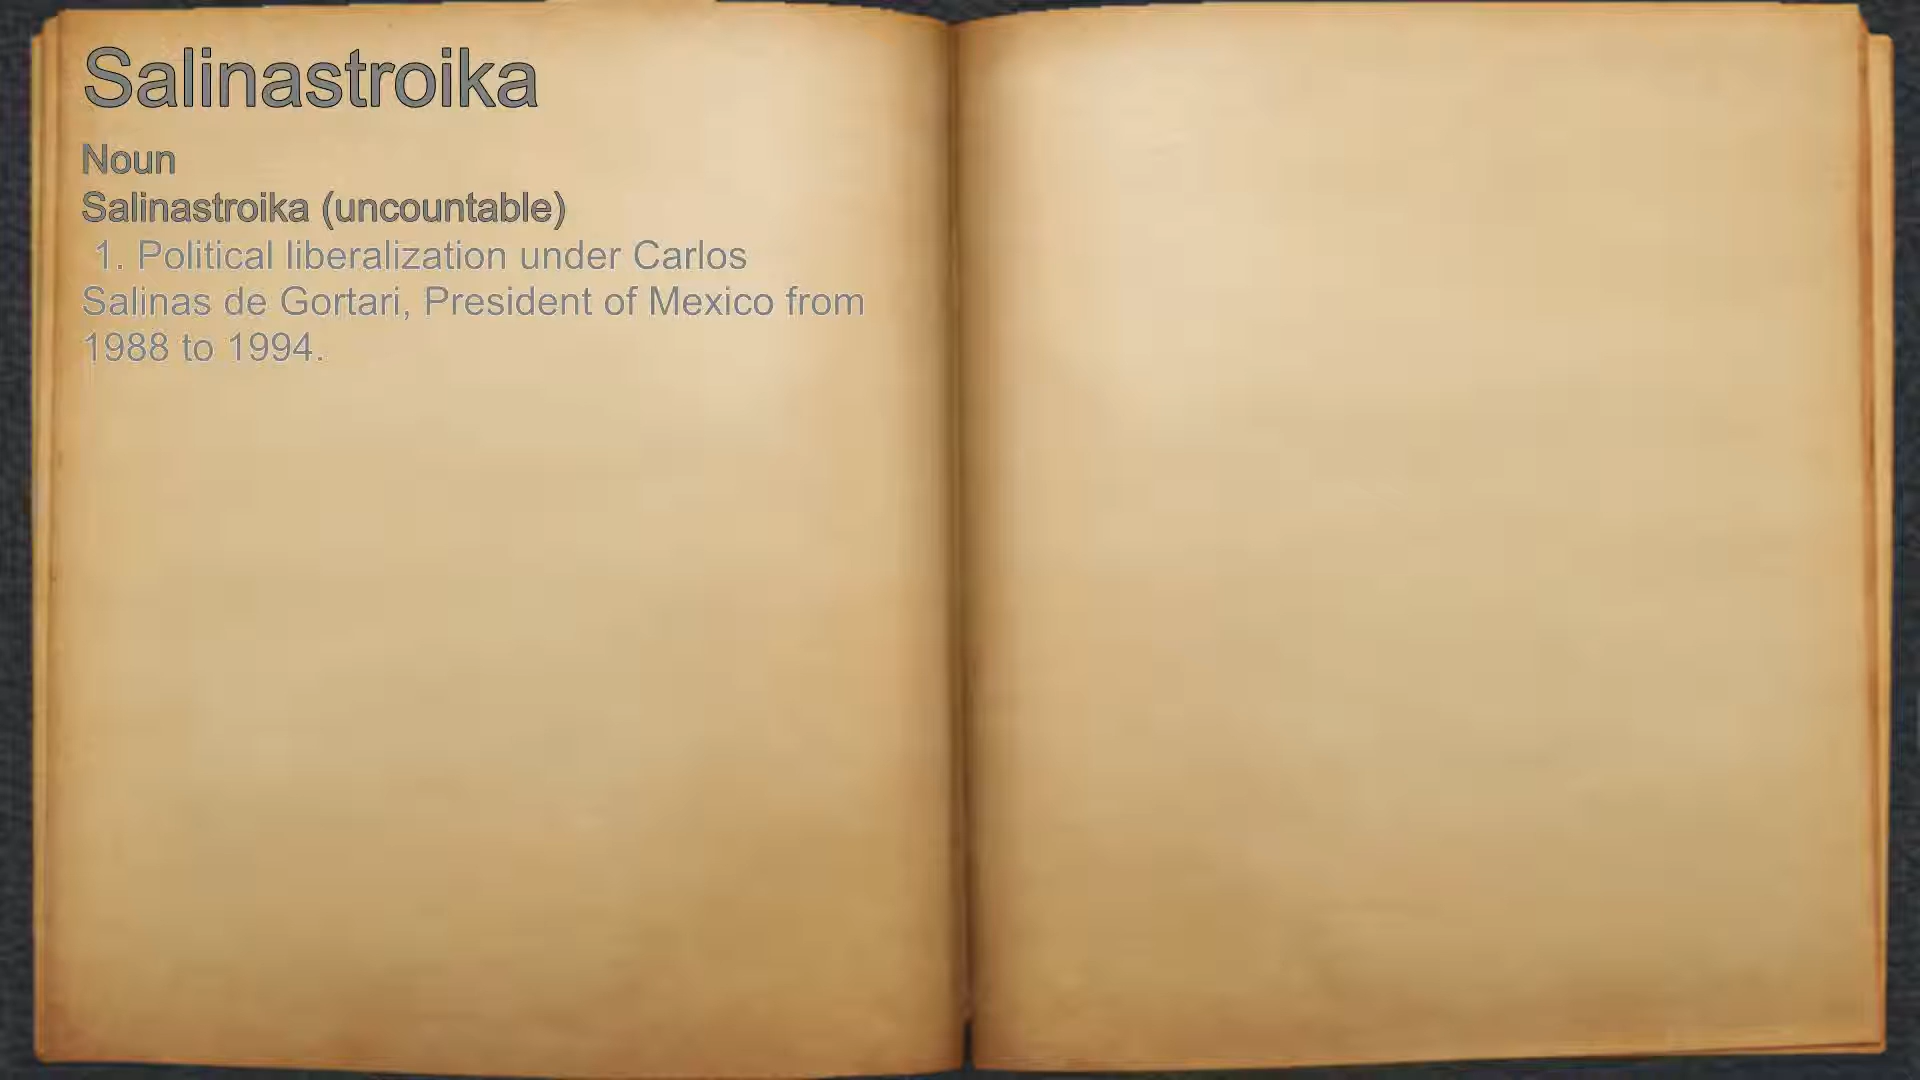 Salinastroika
Noun
Salinastroika (uncountable)
1. Political liberalization under Carlos
Salinas de Gortari, President of Mexico from
1988 to 1994.